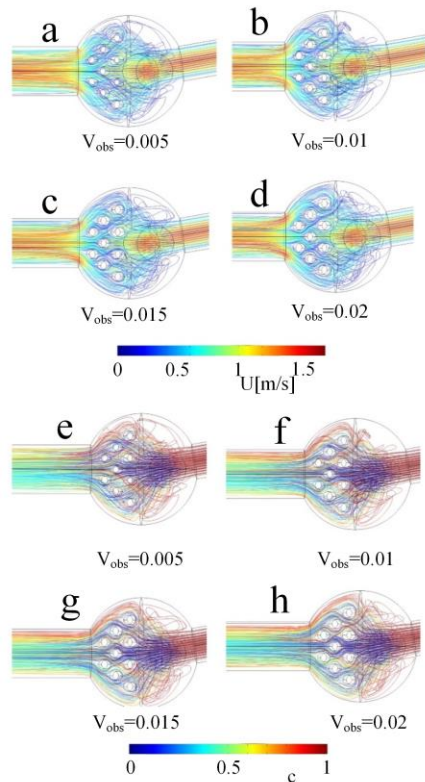 a b
V_obs=0.005 V_obs=0.01
c d
V_obs=0.015 V_obs=0.02
0 0.5 1 1.5
U[m/s]
e f
V_obs=0.005 V_obs=0.01
g h
V_obs=0.015 V_obs=0.02
0 0.5 c 1